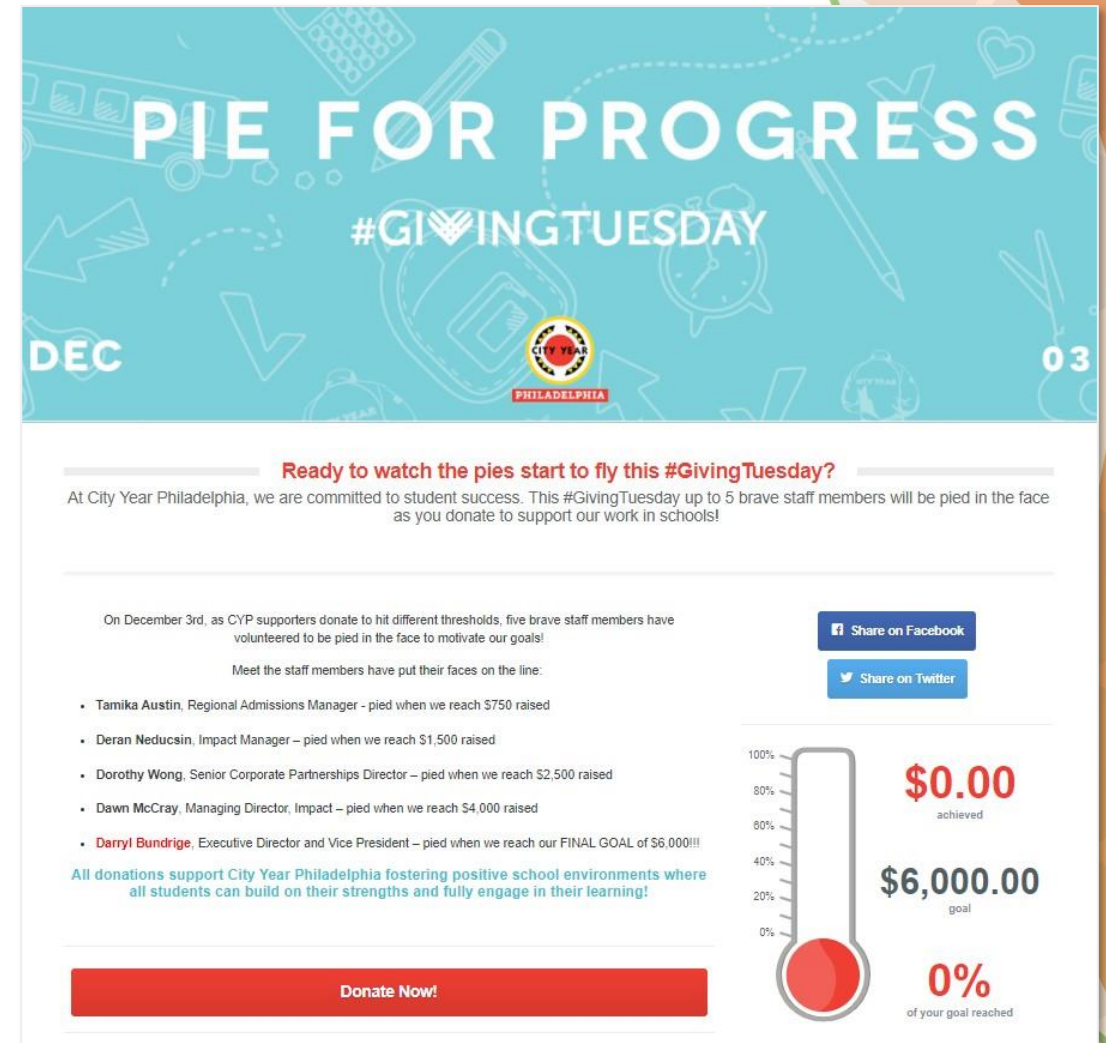 PIE FOR PROGRESS
#GIVINGTUESDAY
DEC
03
CITY YEAR
PHILADELPHIA
Ready to watch the pies start to fly this #GivingTuesday?
At City Year Philadelphia, we are committed to student success. This #GivingTuesday up to 5 brave staff members will be pied in the face
as you donate to support our work in schools!
On December 3rd, as CYP supporters donate to hit different thresholds, five brave staff members have
volunteered to be pied in the face to motivate our goals!
Meet the staff members have put their faces on the line:
• Tamika Austin, Regional Admissions Manager - pied when we reach $750 raised
• Deran Neducsin, Impact Manager – pied when we reach $1,500 raised
• Dorothy Wong, Senior Corporate Partnerships Director – pied when we reach $2,500 raised
• Dawn McCray, Managing Director, Impact – pied when we reach $4,000 raised
• Darryl Bundrige, Executive Director and Vice President – pied when we reach our FINAL GOAL of $6,000!!!
All donations support City Year Philadelphia fostering positive school environments where
all students can build on their strengths and fully engage in their learning!
Donate Now!
Share on Facebook
Share on Twitter
100%
80%
60%
40%
20%
0%
$0.00
achieved
$6,000.00
goal
0%
of your goal reached